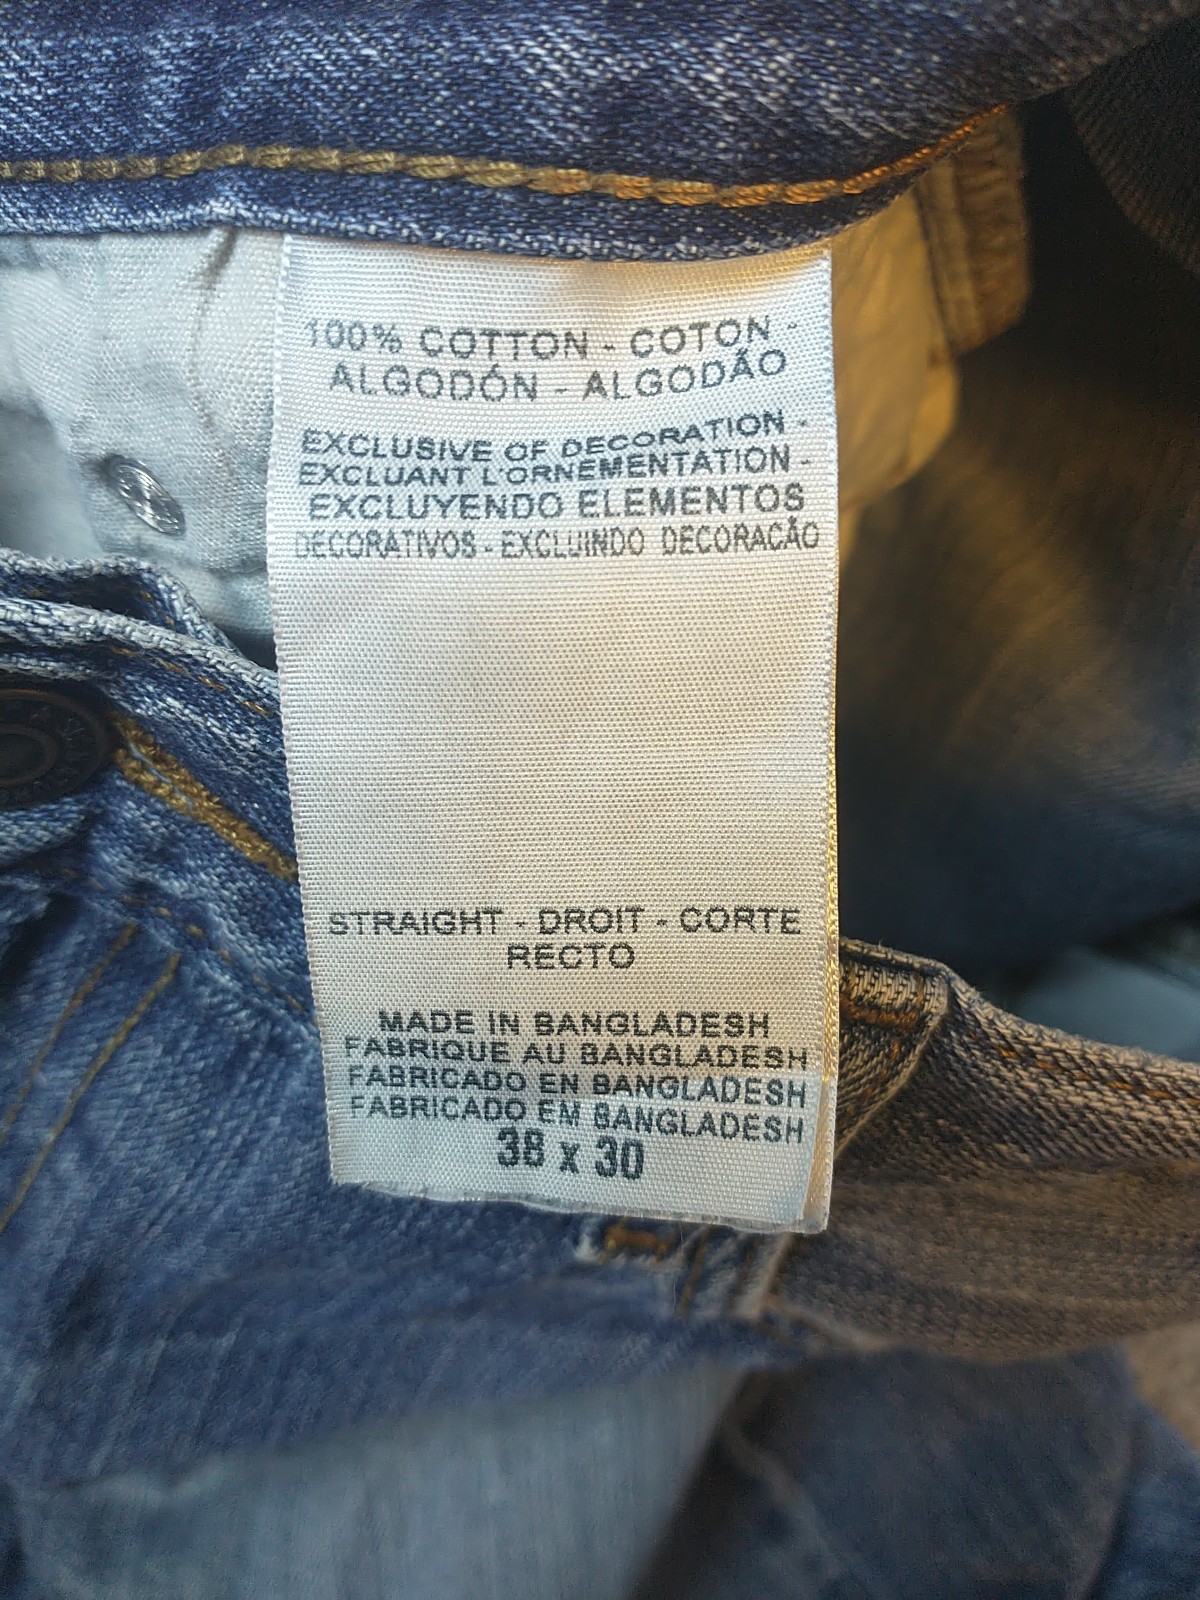 100% COTTON - COTON -
ALGODÓN - ALGODÃO
EXCLUSIVE OF DECORATION -
EXCLUANT L'ORNEMENTATION -
EXCLUYENDO ELEMENTOS
DECORATIVOS - EXCLUINDO DECORAÇÃO
STRAIGHT - DROIT - CORTE
RECTO
MADE IN BANGLADESH
FABRIQUE AU BANGLADESH
FABRICADO EN BANGLADESH
FABRICADO EM BANGLADESH
38 x 30